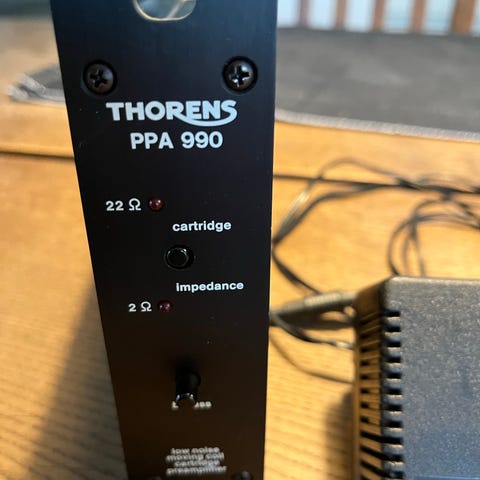 THORENS
PPA 990
22 Ω
cartridge
impedance
2 Ω
low noise
moving coil
cartridge
preamplifier